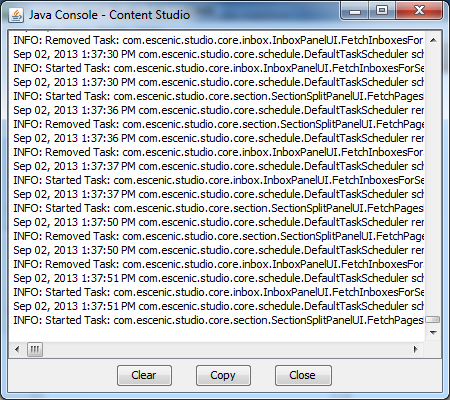 Java Console - Content Studio
INFO: Removed Task: com.escenic.studio.core.inbox.InboxPanelUI.FetchInboxesFor
Sep 02, 2013 1:37:30 PM com.escenic.studio.core.schedule.DefaultTaskScheduler sch
INFO: Started Task: com.escenic.studio.core.inbox.InboxPanelUI.FetchInboxesForSe
Sep 02, 2013 1:37:30 PM com.escenic.studio.core.schedule.DefaultTaskScheduler sch
INFO: Started Task: com.escenic.studio.core.section.SectionSplitPanelUI.FetchPages
Sep 02, 2013 1:37:36 PM com.escenic.studio.core.schedule.DefaultTaskScheduler ren
INFO: Removed Task: com.escenic.studio.core.section.SectionSplitPanelUI.FetchPage
Sep 02, 2013 1:37:36 PM com.escenic.studio.core.schedule.DefaultTaskScheduler ren
INFO: Removed Task: com.escenic.studio.core.inbox.InboxPanelUI.FetchInboxesFor
Sep 02, 2013 1:37:37 PM com.escenic.studio.core.schedule.DefaultTaskScheduler sch
INFO: Started Task: com.escenic.studio.core.inbox.InboxPanelUI.FetchInboxesForSe
Sep 02, 2013 1:37:37 PM com.escenic.studio.core.schedule.DefaultTaskScheduler sch
INFO: Started Task: com.escenic.studio.core.section.SectionSplitPanelUI.FetchPages
Sep 02, 2013 1:37:50 PM com.escenic.studio.core.schedule.DefaultTaskScheduler ren
INFO: Removed Task: com.escenic.studio.core.section.SectionSplitPanelUI.FetchPage
Sep 02, 2013 1:37:50 PM com.escenic.studio.core.schedule.DefaultTaskScheduler ren
INFO: Removed Task: com.escenic.studio.core.inbox.InboxPanelUI.FetchInboxesFor
Sep 02, 2013 1:37:51 PM com.escenic.studio.core.schedule.DefaultTaskScheduler sch
INFO: Started Task: com.escenic.studio.core.inbox.InboxPanelUI.FetchInboxesForSe
Sep 02, 2013 1:37:51 PM com.escenic.studio.core.schedule.DefaultTaskScheduler sch
INFO: Started Task: com.escenic.studio.core.section.SectionSplitPanelUI.FetchPages
Clear Copy Close